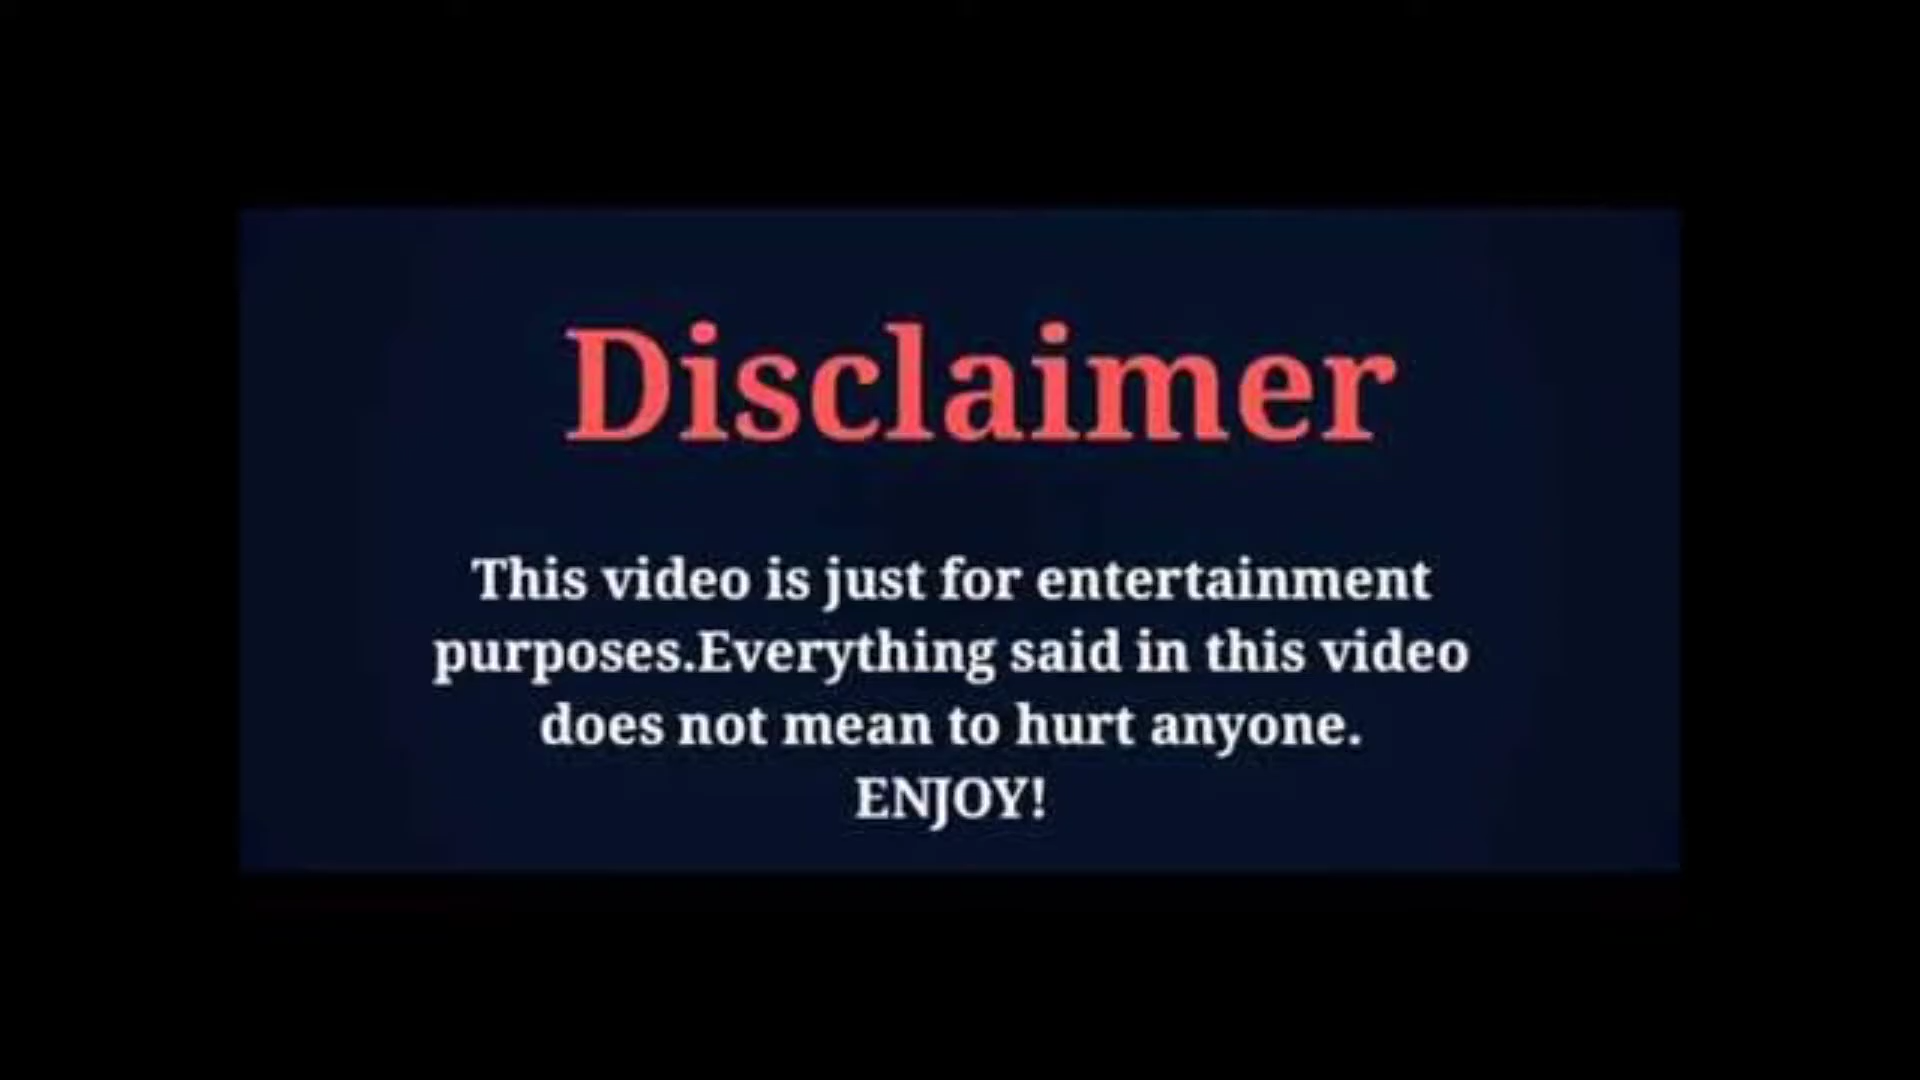 Disclaimer
This video is just for entertainment
purposes.Everything said in this video
does not mean to hurt anyone.
ENJOY!